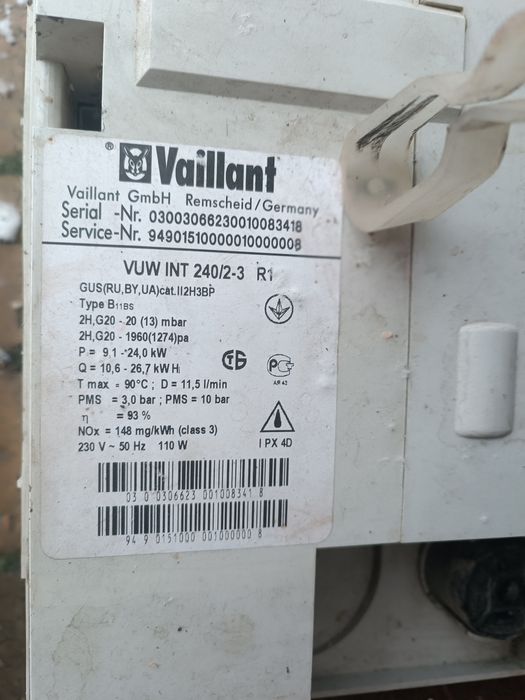 ® Vaillant
Vaillant GmbH Remscheid/Germany
Serial -Nr. 03003066230010083418
Service-Nr. 94901510000010000008
VUW INT 240/2-3 R1
GUS(RU,BY,UA)cat.II2H3BP
Type B11BS
2H,G20 - 20 (13) mbar
2H,G20 - 1960(1274)pa
P = 9,1 - 24,0 kW
Q = 10,6 - 26,7 kW Hi
T max = 90°C ; D = 11,5 l/min
PMS = 3,0 bar ; PMS = 10 bar
η = 93 %
NOx = 148 mg/kWh (class 3)
230 V ~ 50 Hz 110 W
РСТ
АЯ 43
I PX 4D
03 0 0306623 001008341 8
94 9 0151000 001000000 8